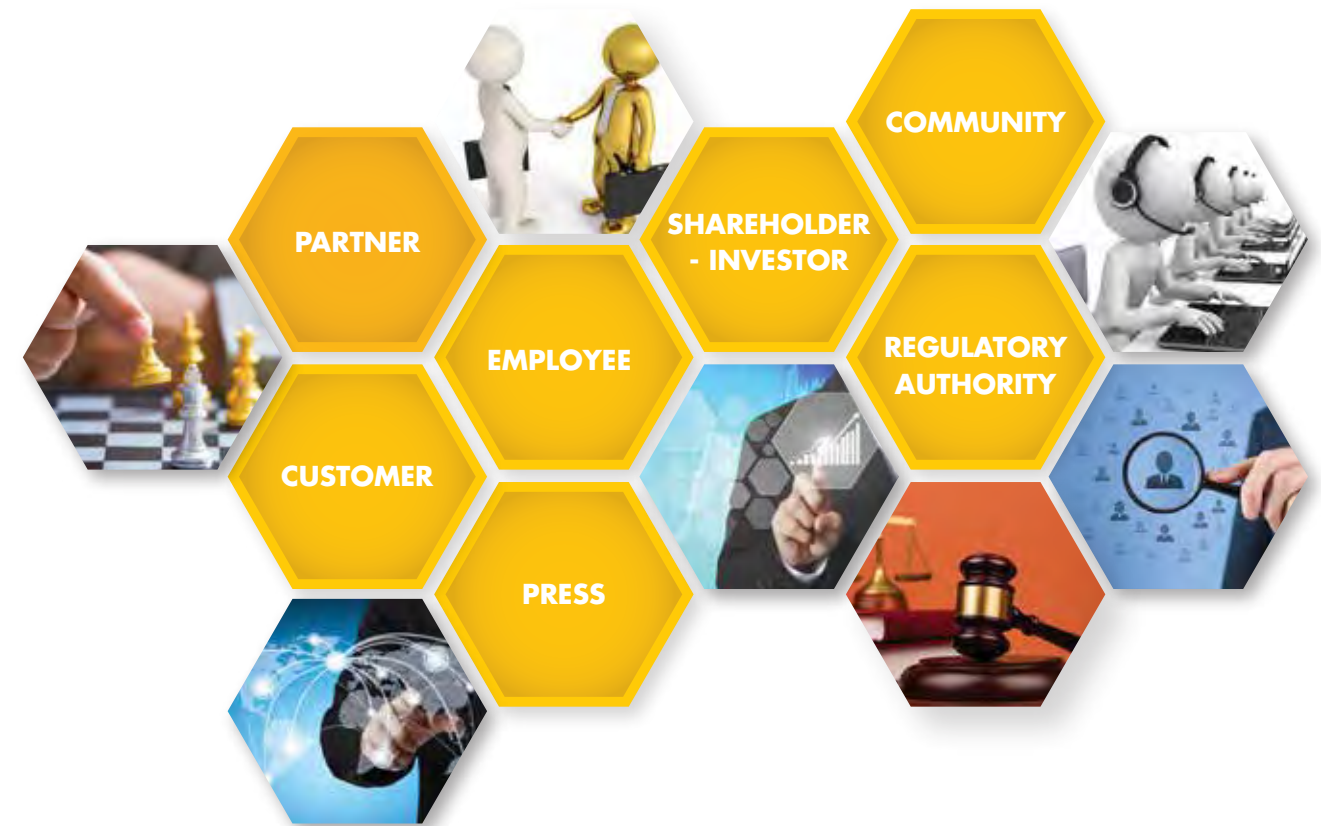 COMMUNITY
PARTNER
SHAREHOLDER
- INVESTOR
EMPLOYEE
REGULATORY
AUTHORITY
CUSTOMER
PRESS